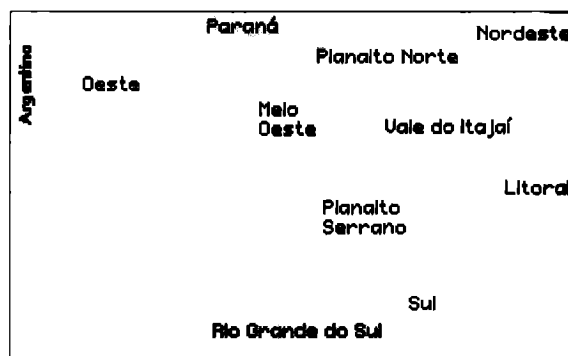 Paraná
Nordeste
Planalto Norte
Argentina
Oeste
Meio
Oeste
Vale do Itajaí
Litoral
Planalto
Serrano
Sul
Rio Grande do Sul